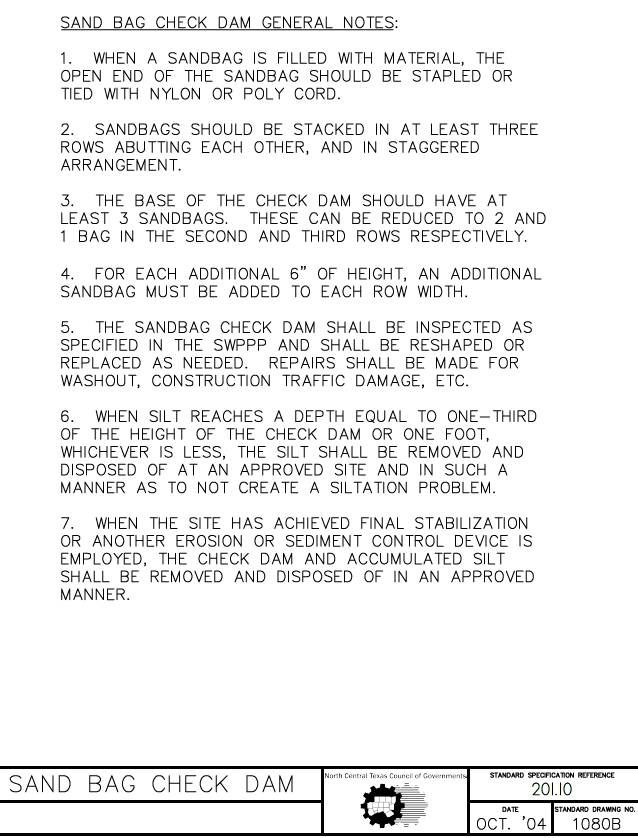 SAND BAG CHECK DAM GENERAL NOTES:
1. WHEN A SANDBAG IS FILLED WITH MATERIAL, THE
OPEN END OF THE SANDBAG SHOULD BE STAPLED OR
TIED WITH NYLON OR POLY CORD.
2. SANDBAGS SHOULD BE STACKED IN AT LEAST THREE
ROWS ABUTTING EACH OTHER, AND IN STAGGERED
ARRANGEMENT.
3. THE BASE OF THE CHECK DAM SHOULD HAVE AT
LEAST 3 SANDBAGS. THESE CAN BE REDUCED TO 2 AND
1 BAG IN THE SECOND AND THIRD ROWS RESPECTIVELY.
4. FOR EACH ADDITIONAL 6" OF HEIGHT, AN ADDITIONAL
SANDBAG MUST BE ADDED TO EACH ROW WIDTH.
5. THE SANDBAG CHECK DAM SHALL BE INSPECTED AS
SPECIFIED IN THE SWPPP AND SHALL BE RESHAPED OR
REPLACED AS NEEDED. REPAIRS SHALL BE MADE FOR
WASHOUT, CONSTRUCTION TRAFFIC DAMAGE, ETC.
6. WHEN SILT REACHES A DEPTH EQUAL TO ONE-THIRD
OF THE HEIGHT OF THE CHECK DAM OR ONE FOOT,
WHICHEVER IS LESS, THE SILT SHALL BE REMOVED AND
DISPOSED OF AT AN APPROVED SITE AND IN SUCH A
MANNER AS TO NOT CREATE A SILTATION PROBLEM.
7. WHEN THE SITE HAS ACHIEVED FINAL STABILIZATION
OR ANOTHER EROSION OR SEDIMENT CONTROL DEVICE IS
EMPLOYED, THE CHECK DAM AND ACCUMULATED SILT
SHALL BE REMOVED AND DISPOSED OF IN AN APPROVED
MANNER.
SAND BAG CHECK DAM
North Central Texas Council of Governments
STANDARD SPECIFICATION REFERENCE
201.10
DATE
OCT. '04
STANDARD DRAWING NO.
1080B